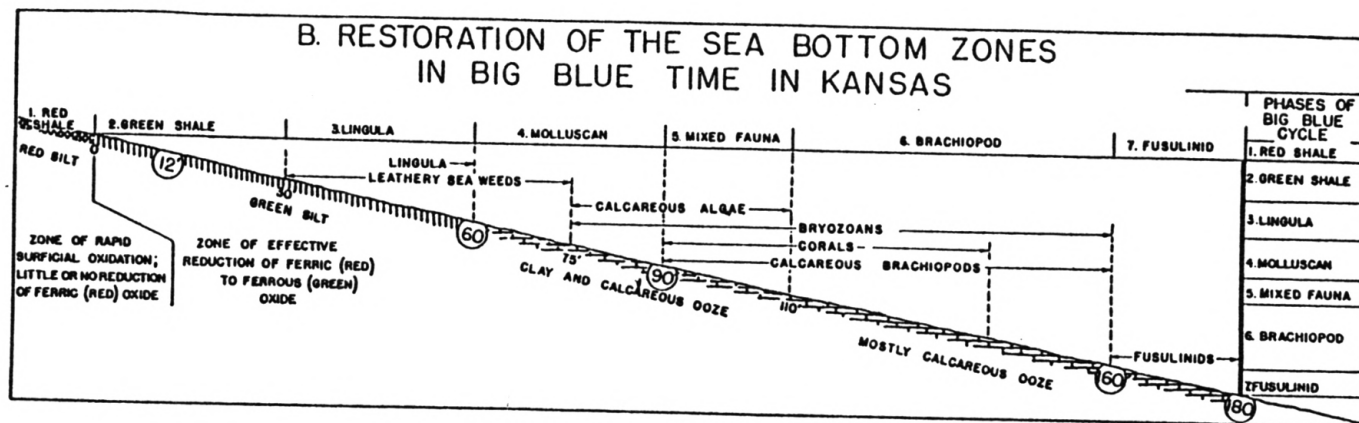 B. RESTORATION OF THE SEA BOTTOM ZONES
IN BIG BLUE TIME IN KANSAS
1. RED
SHALE
2.GREEN SHALE
3.LINGULA
4.MOLLUSCAN
5.MIXED FAUNA
6. BRACHIOPOD
7. FUSULINID
PHASES OF
BIG BLUE
CYCLE
1. RED SHALE
2.GREEN SHALE
3.LINGULA
4.MOLLUSCAN
5. MIXED FAUNA
6. BRACHIOPOD
7.FUSULINID
RED SILT
0
12'
30
GREEN SILT
LINGULA
LEATHERY SEA WEEDS
CALCAREOUS ALGAE
BRYOZOANS
CORALS
CALCAREOUS BRACHIOPODS
FUSULINIDS
60
75'
90
110'
160
180
CLAY AND CALCAREOUS OOZE
MOSTLY CALCAREOUS OOZE
ZONE OF RAPID
SURFICIAL OXIDATION;
LITTLE OR NO REDUCTION
OF FERRIC (RED) OXIDE
ZONE OF EFFECTIVE
REDUCTION OF FERRIC (RED)
TO FERROUS (GREEN)
OXIDE